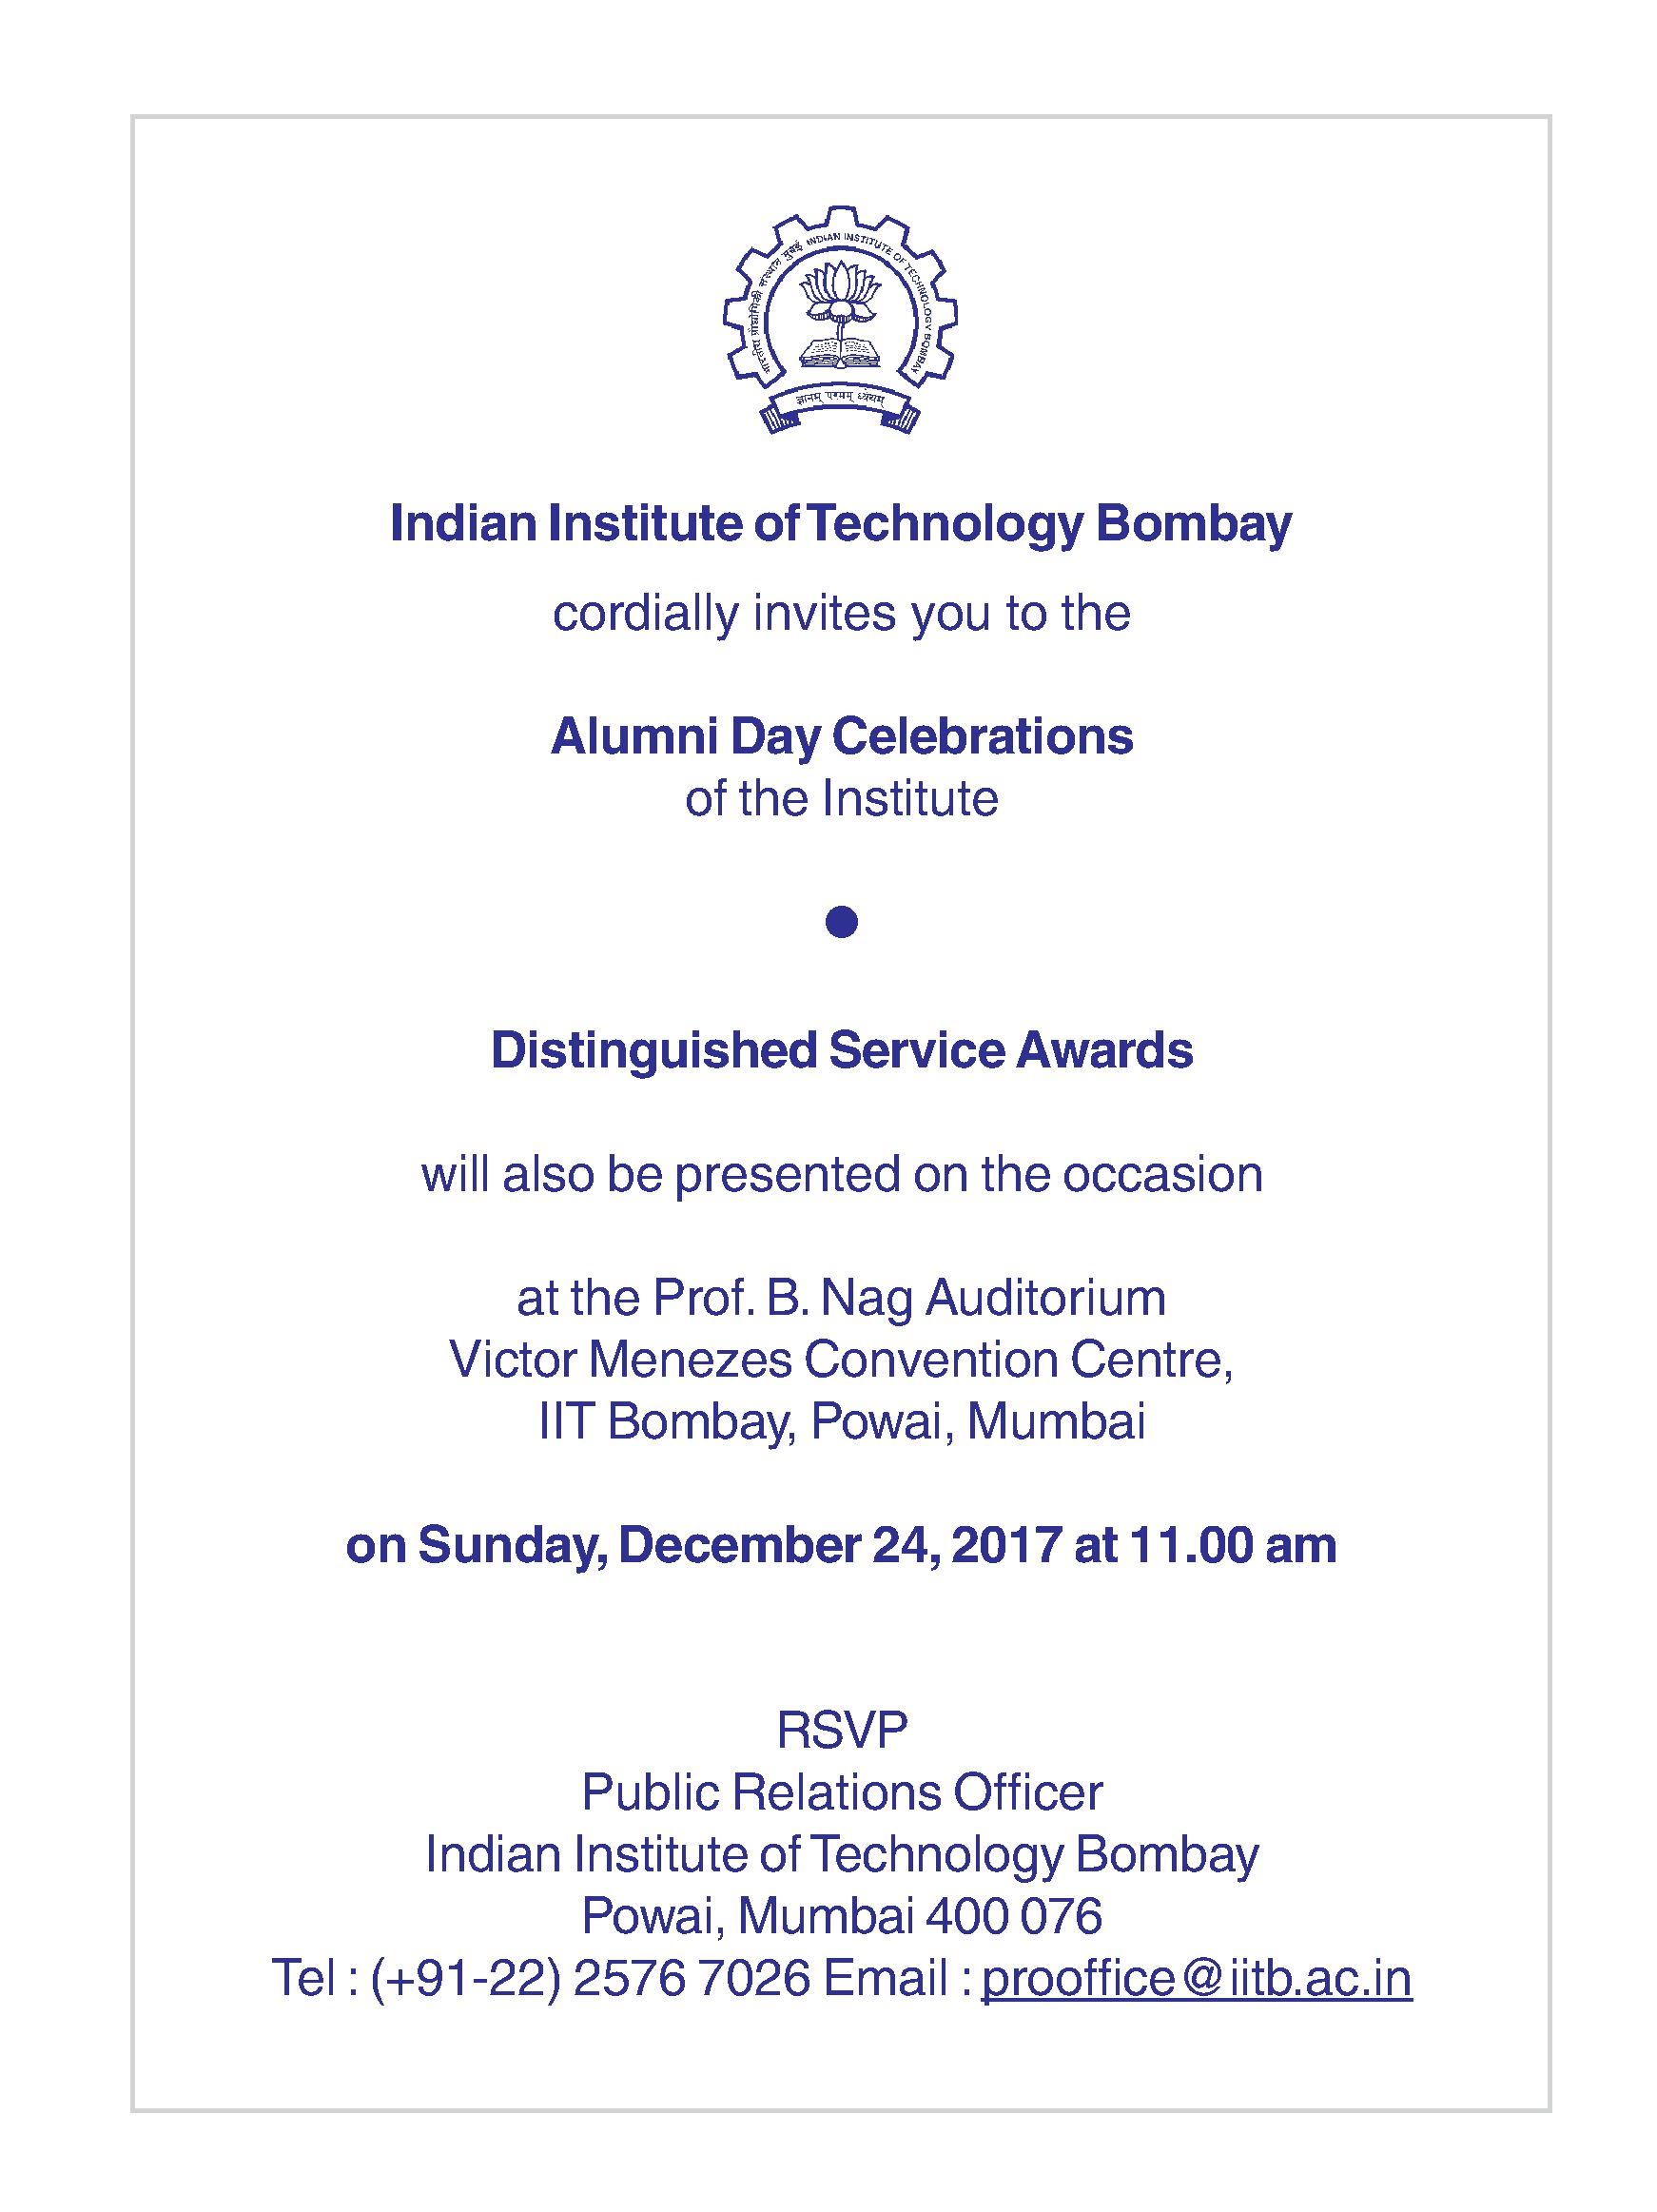 भारतीय प्रौद्योगिकी संस्थान मुंबई INDIAN INSTITUTE OF TECHNOLOGY BOMBAY
ज्ञानम् परमम् ध्येयम्
Indian Institute of Technology Bombay
cordially invites you to the
Alumni Day Celebrations
of the Institute
Distinguished Service Awards
will also be presented on the occasion
at the Prof. B. Nag Auditorium
Victor Menezes Convention Centre,
IIT Bombay, Powai, Mumbai
on Sunday, December 24, 2017 at 11.00 am
RSVP
Public Relations Officer
Indian Institute of Technology Bombay
Powai, Mumbai 400 076
Tel : (+91-22) 2576 7026 Email : prooffice@iitb.ac.in